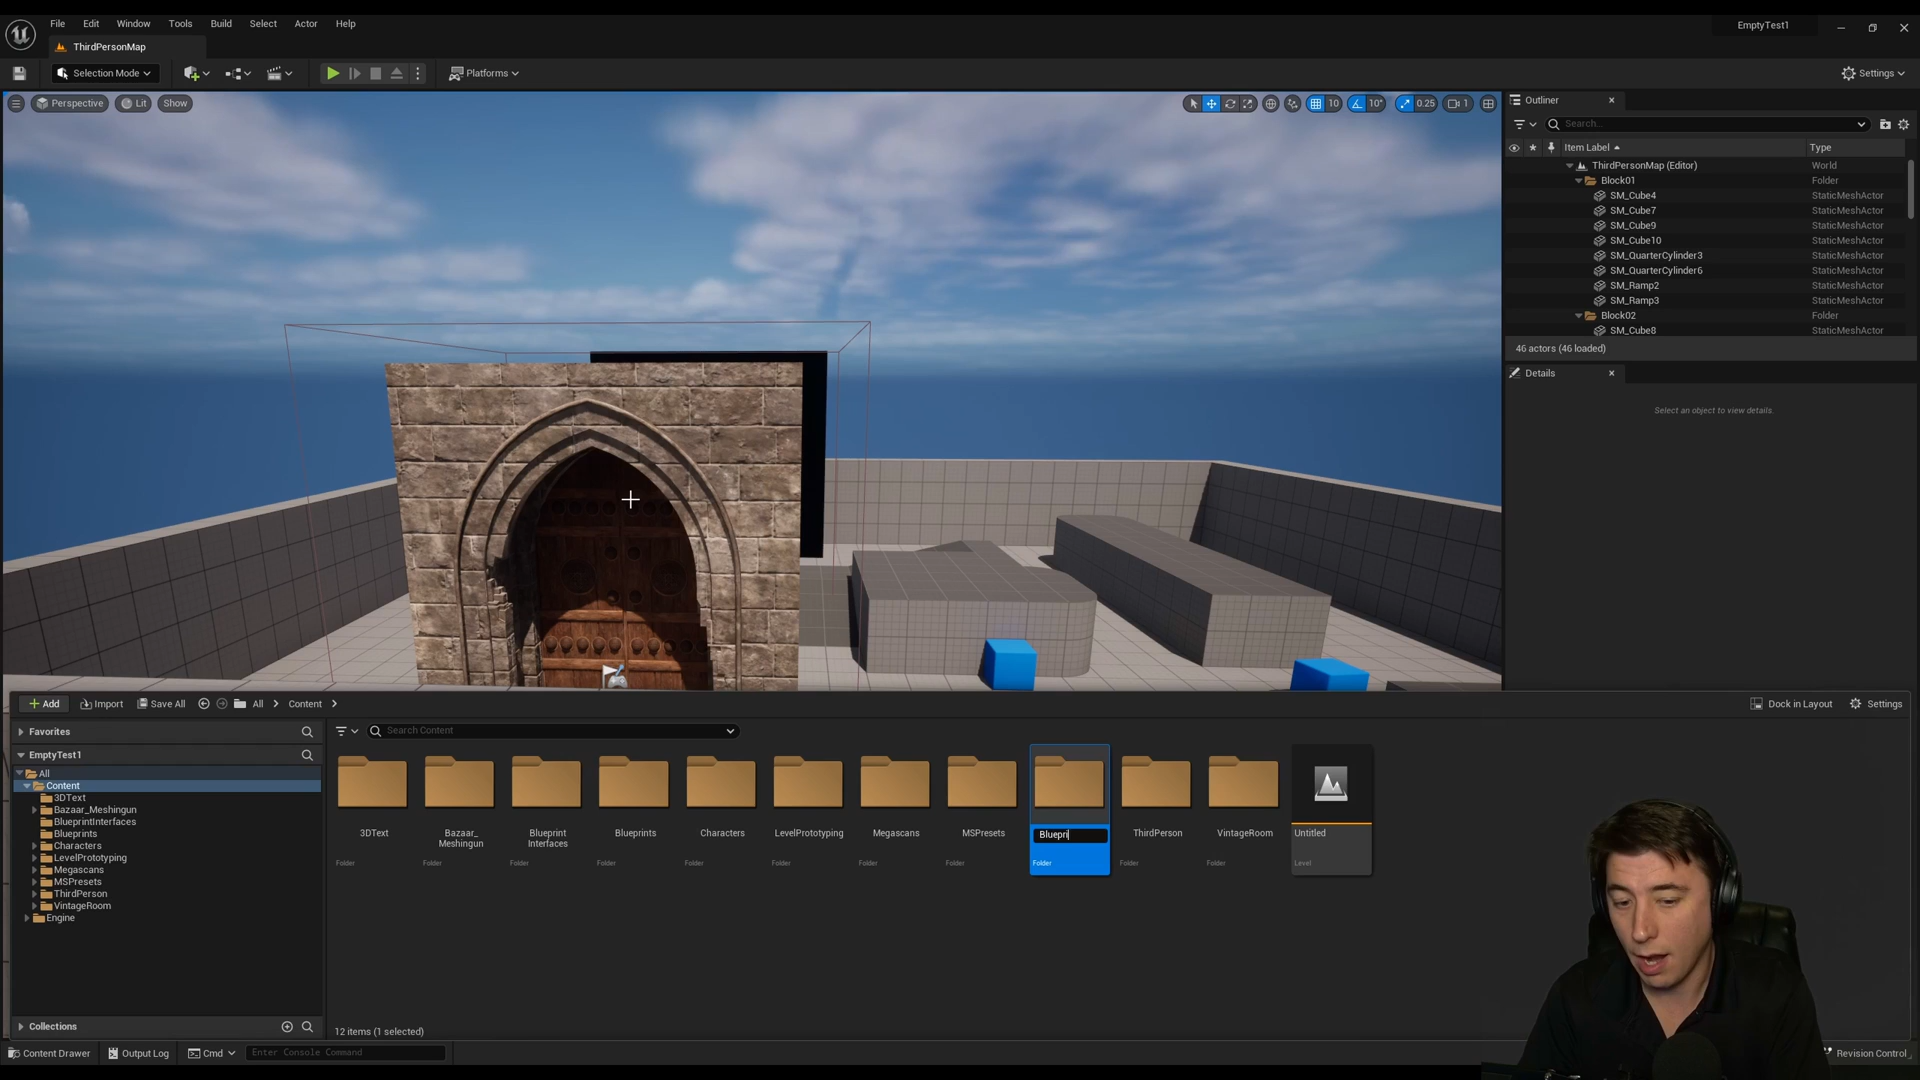 File Edit Window Tools Build Select Actor Help
EmptyTest1
ThirdPersonMap
Selection Mode
Platforms
Settings
Perspective Lit Show
10 10° 0.25 1
Outliner
Search...
Item Label Type
ThirdPersonMap (Editor) World
Block01 Folder
SM_Cube4 StaticMeshActor
SM_Cube7 StaticMeshActor
SM_Cube9 StaticMeshActor
SM_Cube10 StaticMeshActor
SM_QuarterCylinder3 StaticMeshActor
SM_QuarterCylinder6 StaticMeshActor
SM_Ramp2 StaticMeshActor
SM_Ramp3 StaticMeshActor
Block02 Folder
SM_Cube8 StaticMeshActor
46 actors (46 loaded)
Details
Select an object to view details.
Add Import Save All All Content
Dock in Layout Settings
Favorites
Search Content
EmptyTest1
All
Content
3DText
Bazaar_Meshingun
BlueprintInterfaces
Blueprints
Characters
LevelPrototyping
Megascans
MSPresets
ThirdPerson
VintageRoom
Engine
3DText
Folder
Bazaar_
Meshingun
Folder
Blueprint
Interfaces
Folder
Blueprints
Folder
Characters
Folder
LevelPrototyping
Folder
Megascans
Folder
MSPresets
Folder
Bluepri
Folder
ThirdPerson
Folder
VintageRoom
Folder
Untitled
Level
Collections
12 items (1 selected)
Content Drawer Output Log Cmd Enter Console Command
Revision Control